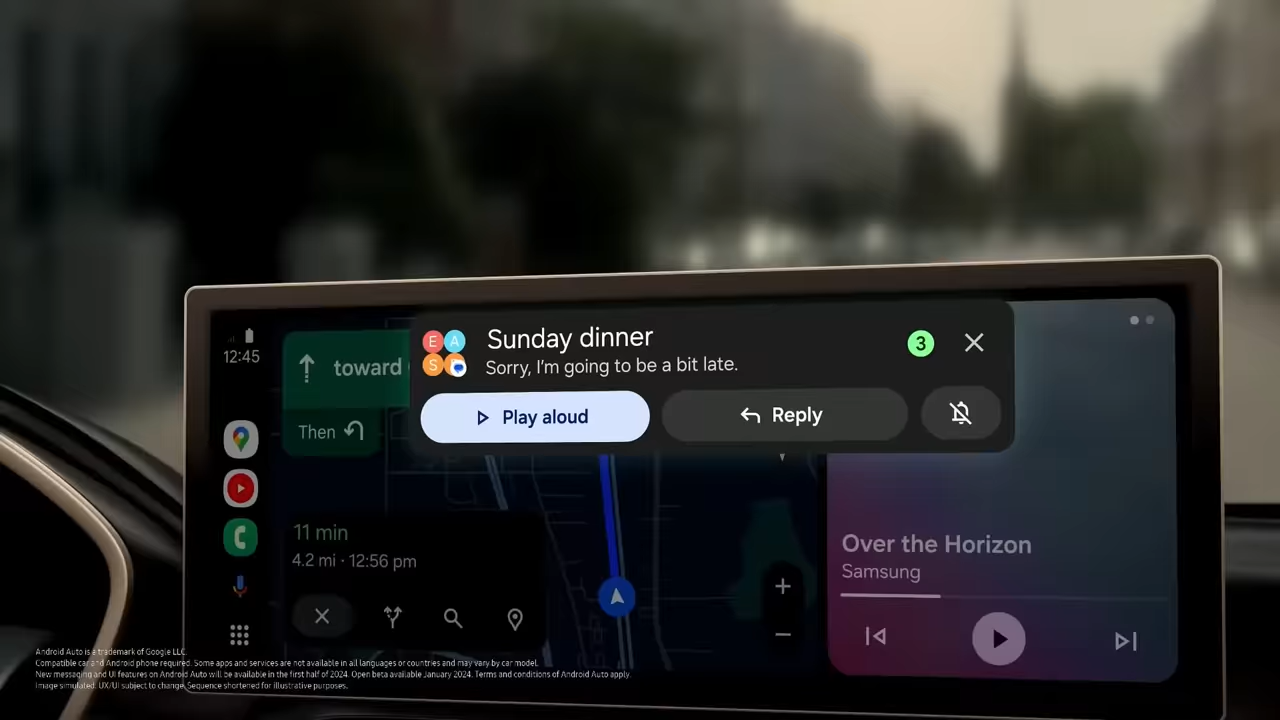 12:45
toward
Then
E A
S
Sunday dinner
Sorry, I'm going to be a bit late.
3
Play aloud
Reply
11 min
4.2 mi · 12:56 pm
Over the Horizon
Samsung
Android Auto is a trademark of Google LLC.
Compatible car and Android phone required. Some apps and services are not available in all languages or countries and may vary by car model.
New messaging and UI features on Android Auto will be available in the first half of 2024. Open beta available January 2024. Terms and conditions of Android Auto apply.
Image simulated. UX/UI subject to change. Sequence shortened for illustrative purposes.